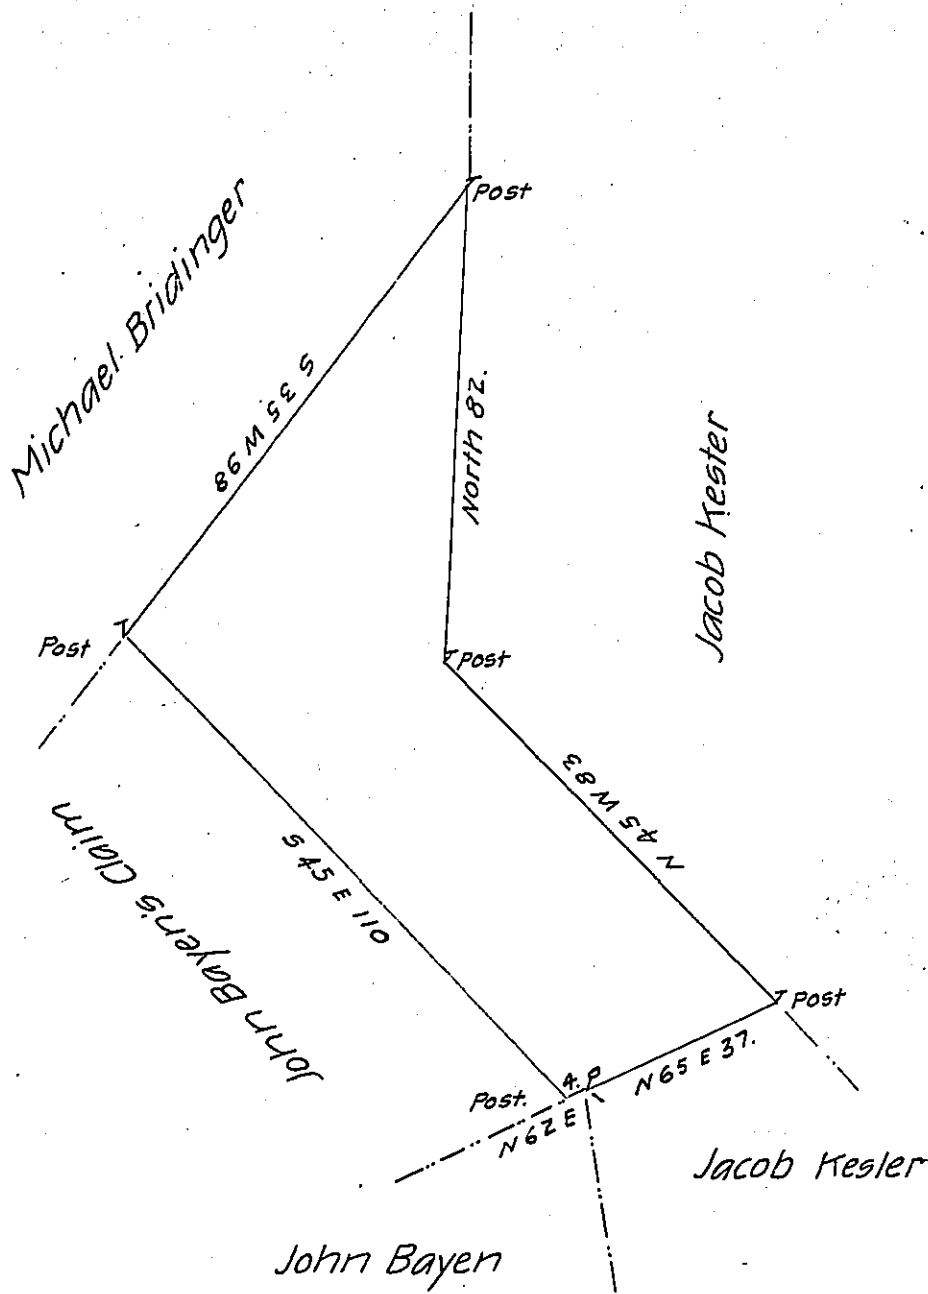 Post
Michael Bridinger
S 35 W 98
North 82.
Jacob Kester
Post
Post
N 45 W 83
John Bayen's Claim
S 45 E 110
Post
4. P
N 65 E 37.
Post.
N 62 E
Jacob Kesler
John Bayen